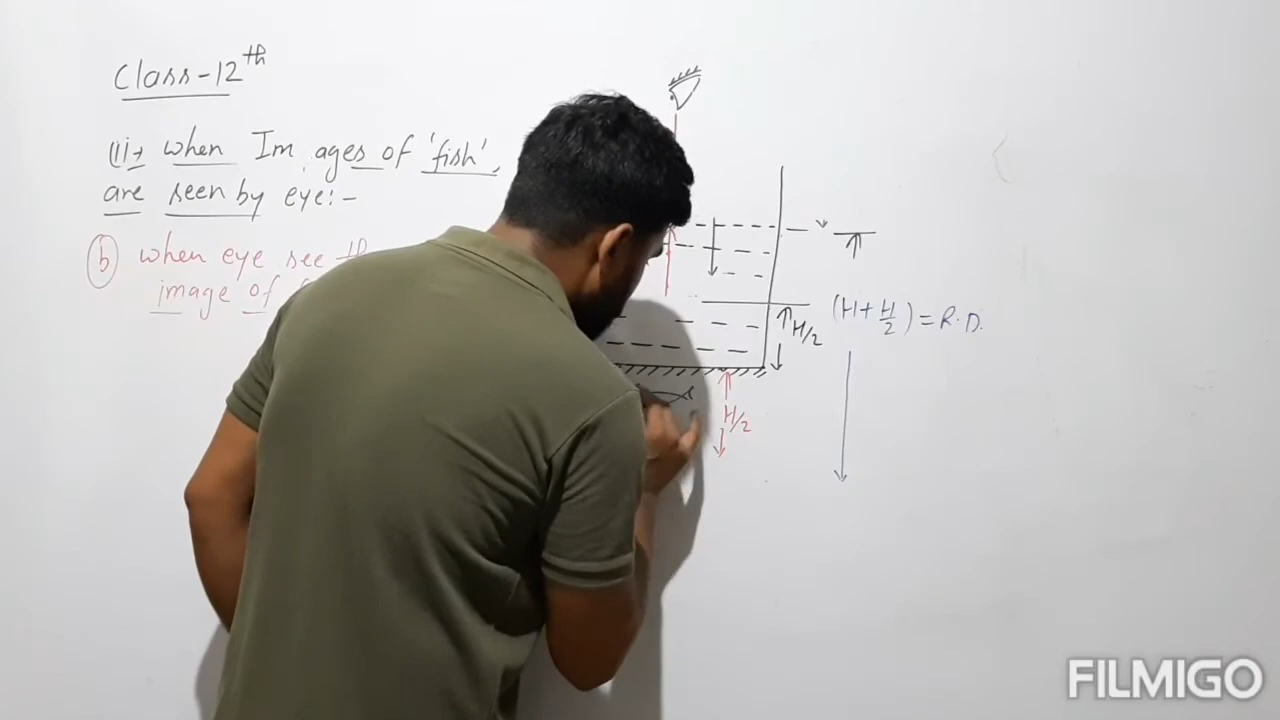 Class-12th
(ii)→ when Images of 'fish',
are seen by eye:-
(b) when eye see
image of
H/2
(H+H/2)=R.D.
H/2
FILMIGO